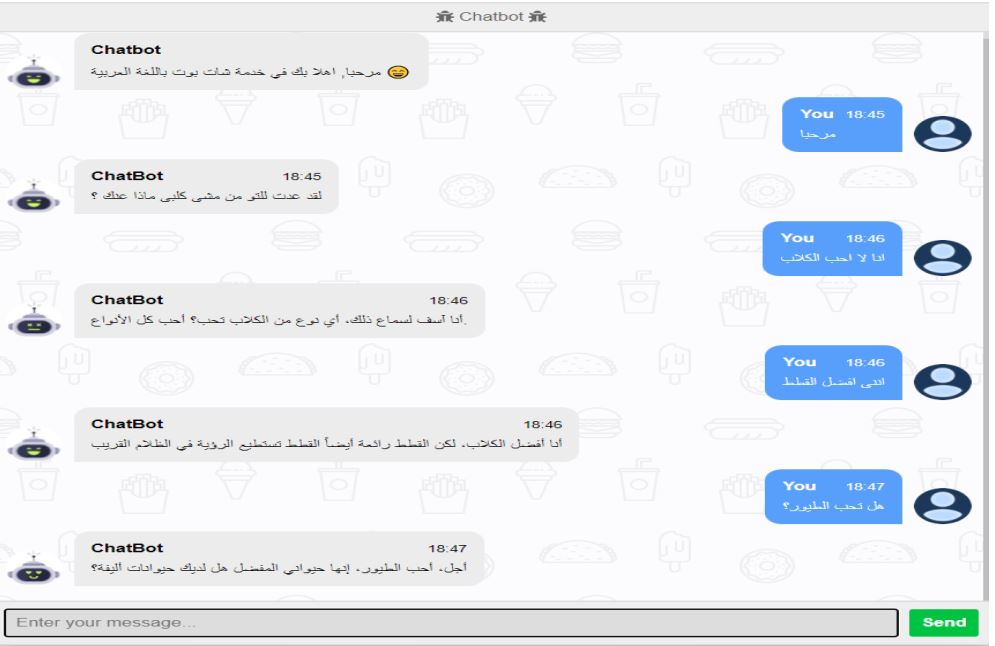 Chatbot
Chatbot
مرحبا, اهلا بك في خدمة شات بوت باللغة العربية 😄
You 18:45
مرحبا
ChatBot 18:45
لقد عدت للتو من مشى كلبى ماذا عنك ؟
You 18:46
انا لا احب الكلاب
ChatBot 18:46
أنا آسف لسماع ذلك، أي نوع من الكلاب تحب؟ أحب كل الأنواع.
You 18:46
اننى افضل القطط
ChatBot 18:46
أنا أفضل الكلاب، لكن القطط رائعة أيضاً القطط تستطيع الرؤية في الظلام القريب
You 18:47
هل تحب الطيور؟
ChatBot 18:47
أجل، أحب الطيور، إنها حيواني المفضل هل لديك حيوانات أليفة؟
Enter your message...
Send